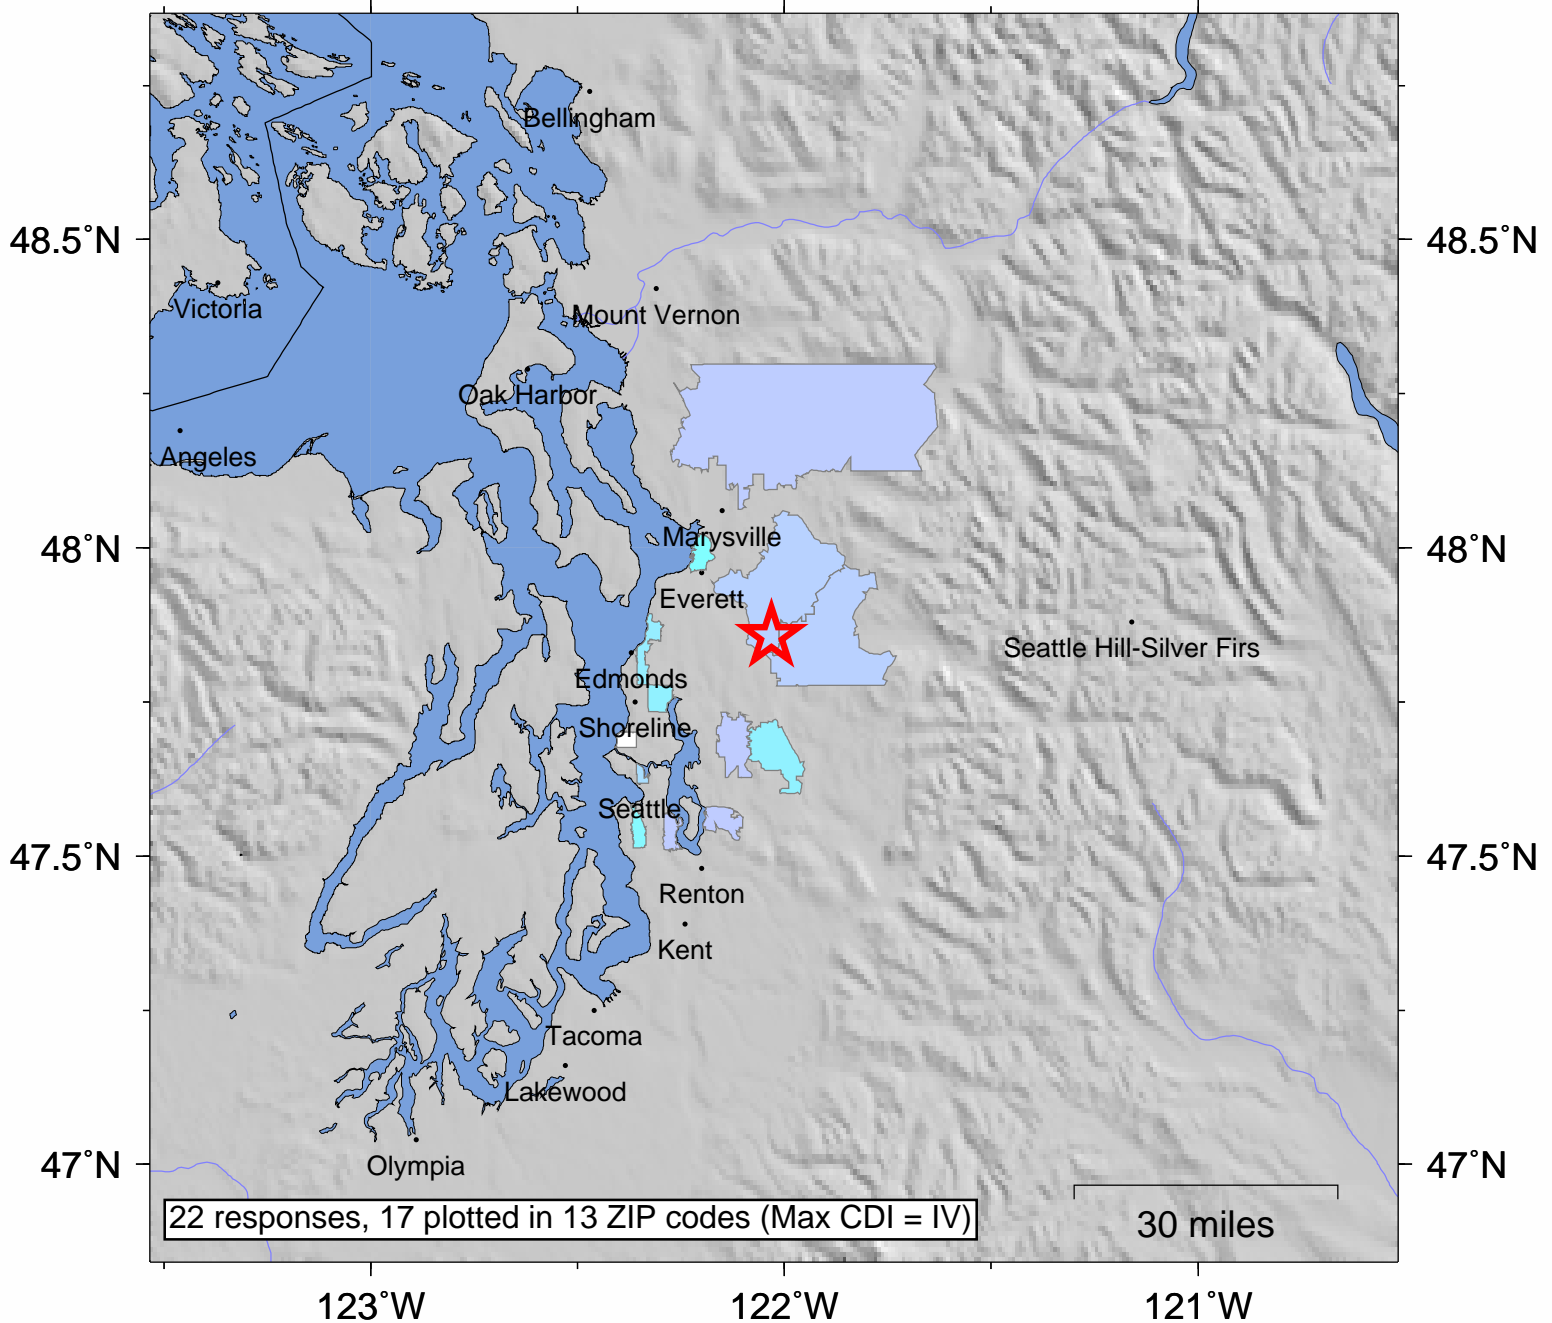 Bellingham
48.5°N
48.5°N
Victoria
Mount Vernon
Oak Harbor
Angeles
Marysville
48°N
48°N
Everett
Seattle Hill-Silver Firs
Edmonds
Shoreline
Seattle
47.5°N
47.5°N
Renton
Kent
Tacoma
Lakewood
Olympia
47°N
47°N
22 responses, 17 plotted in 13 ZIP codes (Max CDI = IV)
30 miles
123°W
122°W
121°W